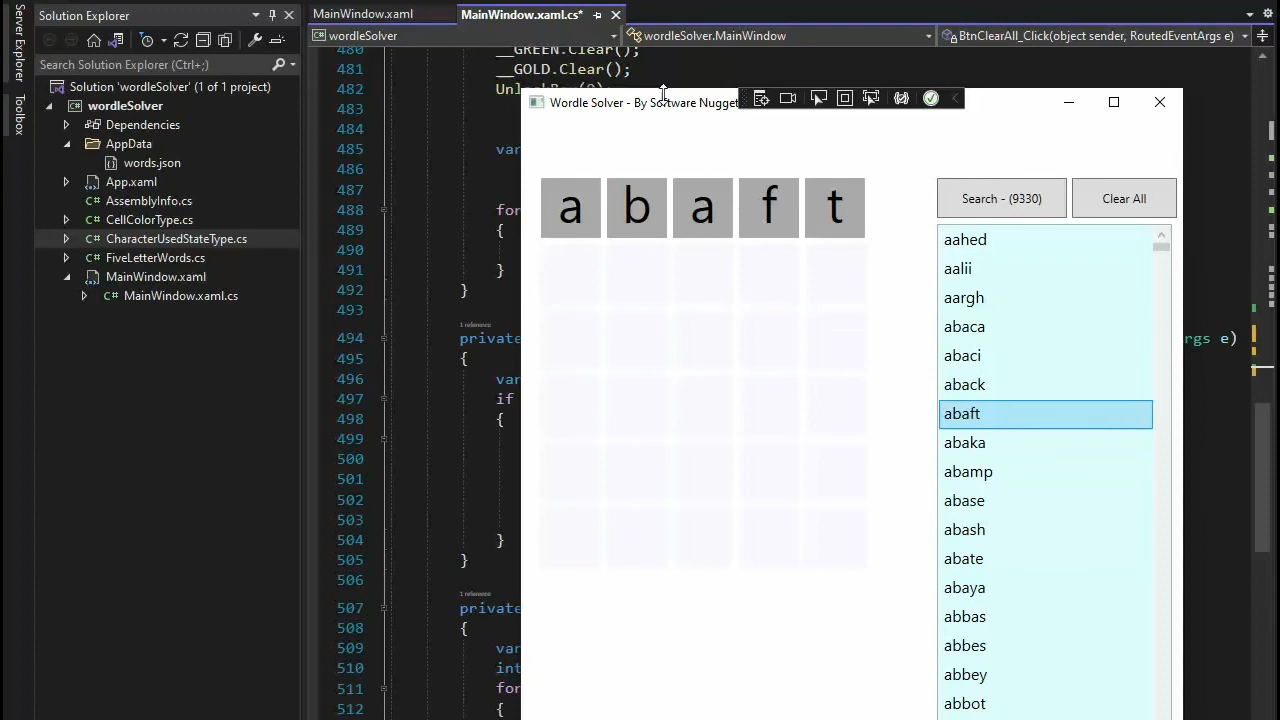 Server Explorer
Toolbox
Solution Explorer
Search Solution Explorer (Ctrl+;)
Solution 'wordleSolver' (1 of 1 project)
wordleSolver
Dependencies
AppData
words.json
App.xaml
AssemblyInfo.cs
CellColorType.cs
CharacterUsedStateType.cs
FiveLetterWords.cs
MainWindow.xaml
MainWindow.xaml.cs
MainWindow.xaml
MainWindow.xaml.cs*
wordleSolver
wordleSolver.MainWindow
BtnClearAll_Click(object sender, RoutedEventArgs e)
480 __GREEN.Clear();
481 __GOLD.Clear();
482
483
484
485 var
486
487
488 for
489 {
490
491 }
492 }
493
1 reference
494 private rgs e)
495 {
496 var
497 if
498 {
499
500
501
502
503
504 }
505 }
506
1 reference
507 private
508 {
509 var
510 int
511 for
512 {
Wordle Solver - By Software Nugget
a b a f t
Search - (9330)
Clear All
aahed
aalii
aargh
abaca
abaci
aback
abaft
abaka
abamp
abase
abash
abate
abaya
abbas
abbes
abbey
abbot